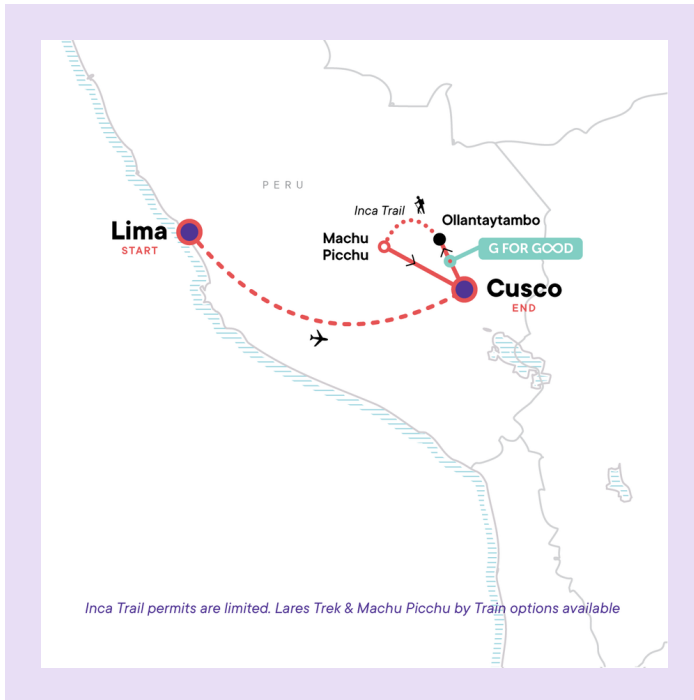 PERU
Inca Trail
Ollantaytambo
Lima
START
Machu
Picchu
G FOR GOOD
Cusco
END
Inca Trail permits are limited. Lares Trek & Machu Picchu by Train options available